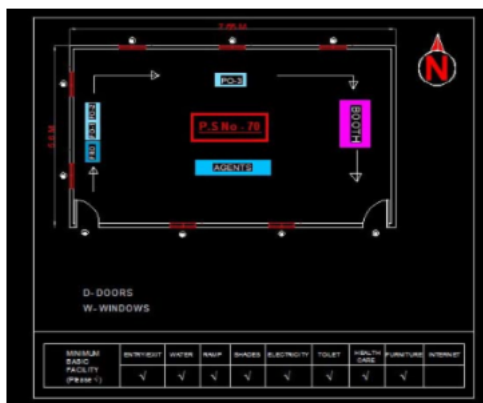 N
PO-3
P.S.No - 70
BOOTH
AGENTS
D- DOORS
W- WINDOWS
MINIMUM BASIC FACILITY (Please √)
ENTRY/EXIT
WATER
RAMP
SHADES
ELECTRICITY
TOILET
HEALTH CARE
FURNITURE
INTERNET
√ √ √ √ √ √ √ √